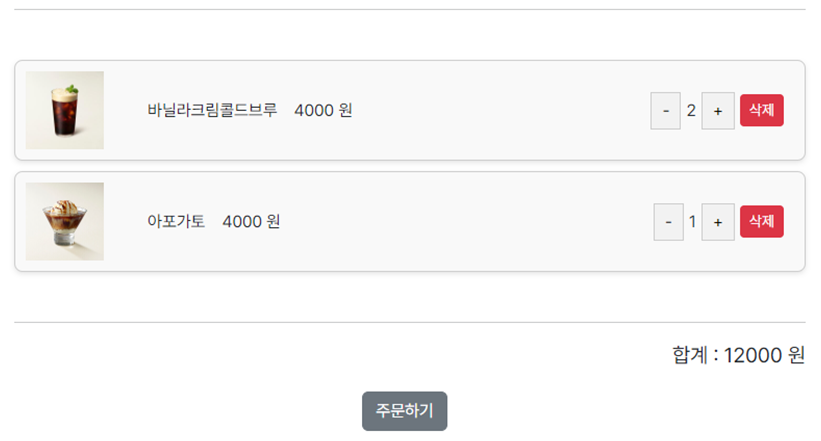 바닐라크림콜드브루 4000 원 - 2 + 삭제
아포가토 4000 원 - 1 + 삭제
합계 : 12000 원
주문하기